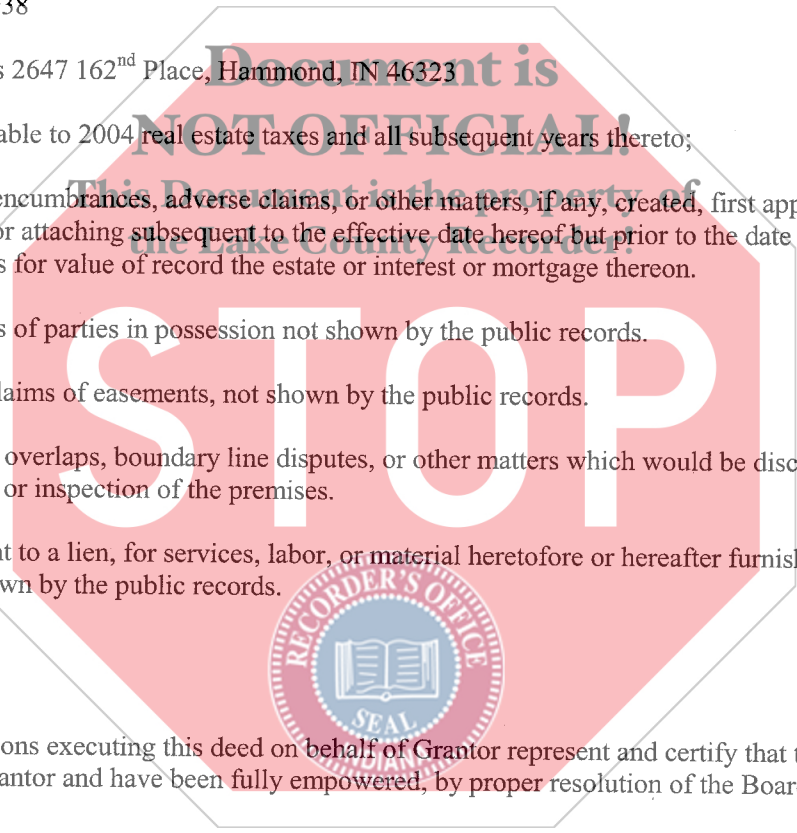 38
s 2647 162nd Place, Hammond, IN 46323
Document is
able to 2004 real estate taxes and all subsequent years thereto;
NOT OFFICIAL!
This Document is the property of
encumbrances, adverse claims, or other matters, if any, created, first app
or attaching subsequent to the effective date hereof but prior to the date
the Lake County Recorder!
s for value of record the estate or interest or mortgage thereon.
s of parties in possession not shown by the public records.
STOP
laims of easements, not shown by the public records.
overlaps, boundary line disputes, or other matters which would be disc
or inspection of the premises.
nt to a lien, for services, labor, or material heretofore or hereafter furnish
wn by the public records.
RECORDER'S OFFICE
SEAL
INDIANA
ons executing this deed on behalf of Grantor represent and certify that t
antor and have been fully empowered, by proper resolution of the Boar